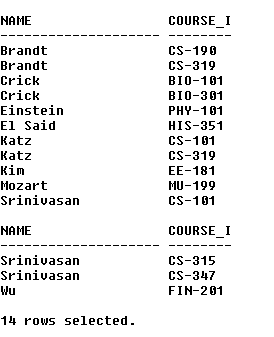 NAME                 COURSE_I
-------------------- --------
Brandt               CS-190
Brandt               CS-319
Crick                BIO-101
Crick                BIO-301
Einstein             PHY-101
El Said              HIS-351
Katz                 CS-101
Katz                 CS-319
Kim                  EE-181
Mozart               MU-199
Srinivasan           CS-101
NAME                 COURSE_I
-------------------- --------
Srinivasan           CS-315
Srinivasan           CS-347
Wu                   FIN-201
14 rows selected.